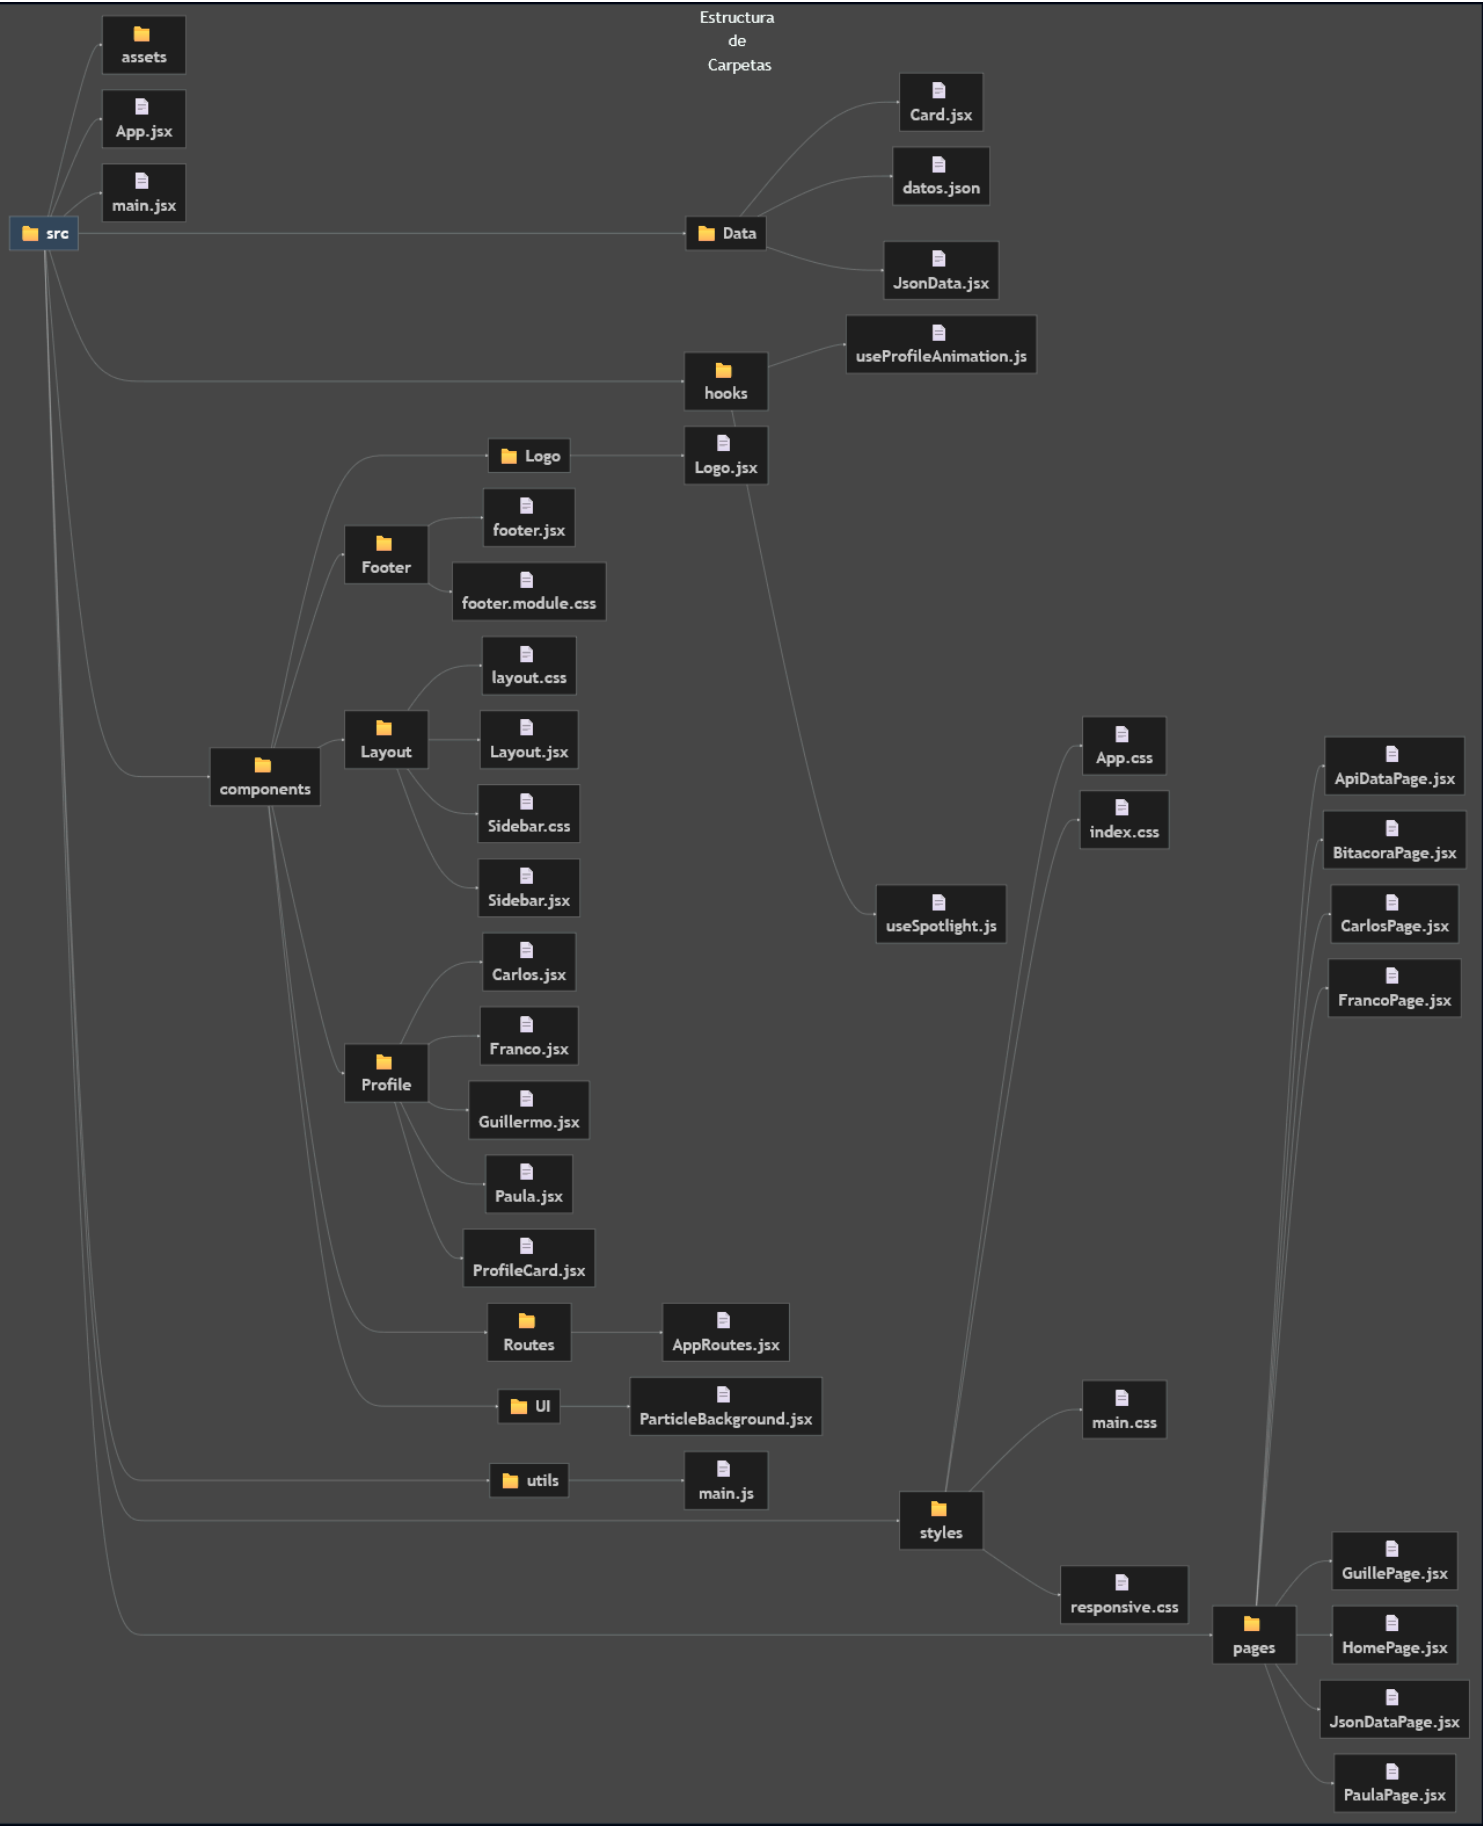 Estructura
de
Carpetas
assets
App.jsx
main.jsx
src
Data
Card.jsx
datos.json
JsonData.jsx
hooks
useProfileAnimation.js
Logo
Logo.jsx
Footer
footer.jsx
footer.module.css
components
Layout
layout.css
Layout.jsx
Sidebar.css
Sidebar.jsx
useSpotlight.js
App.css
index.css
ApiDataPage.jsx
BitacoraPage.jsx
CarlosPage.jsx
FrancoPage.jsx
Profile
Carlos.jsx
Franco.jsx
Guillermo.jsx
Paula.jsx
ProfileCard.jsx
Routes
AppRoutes.jsx
UI
ParticleBackground.jsx
utils
main.js
styles
main.css
responsive.css
pages
GuillePage.jsx
HomePage.jsx
JsonDataPage.jsx
PaulaPage.jsx